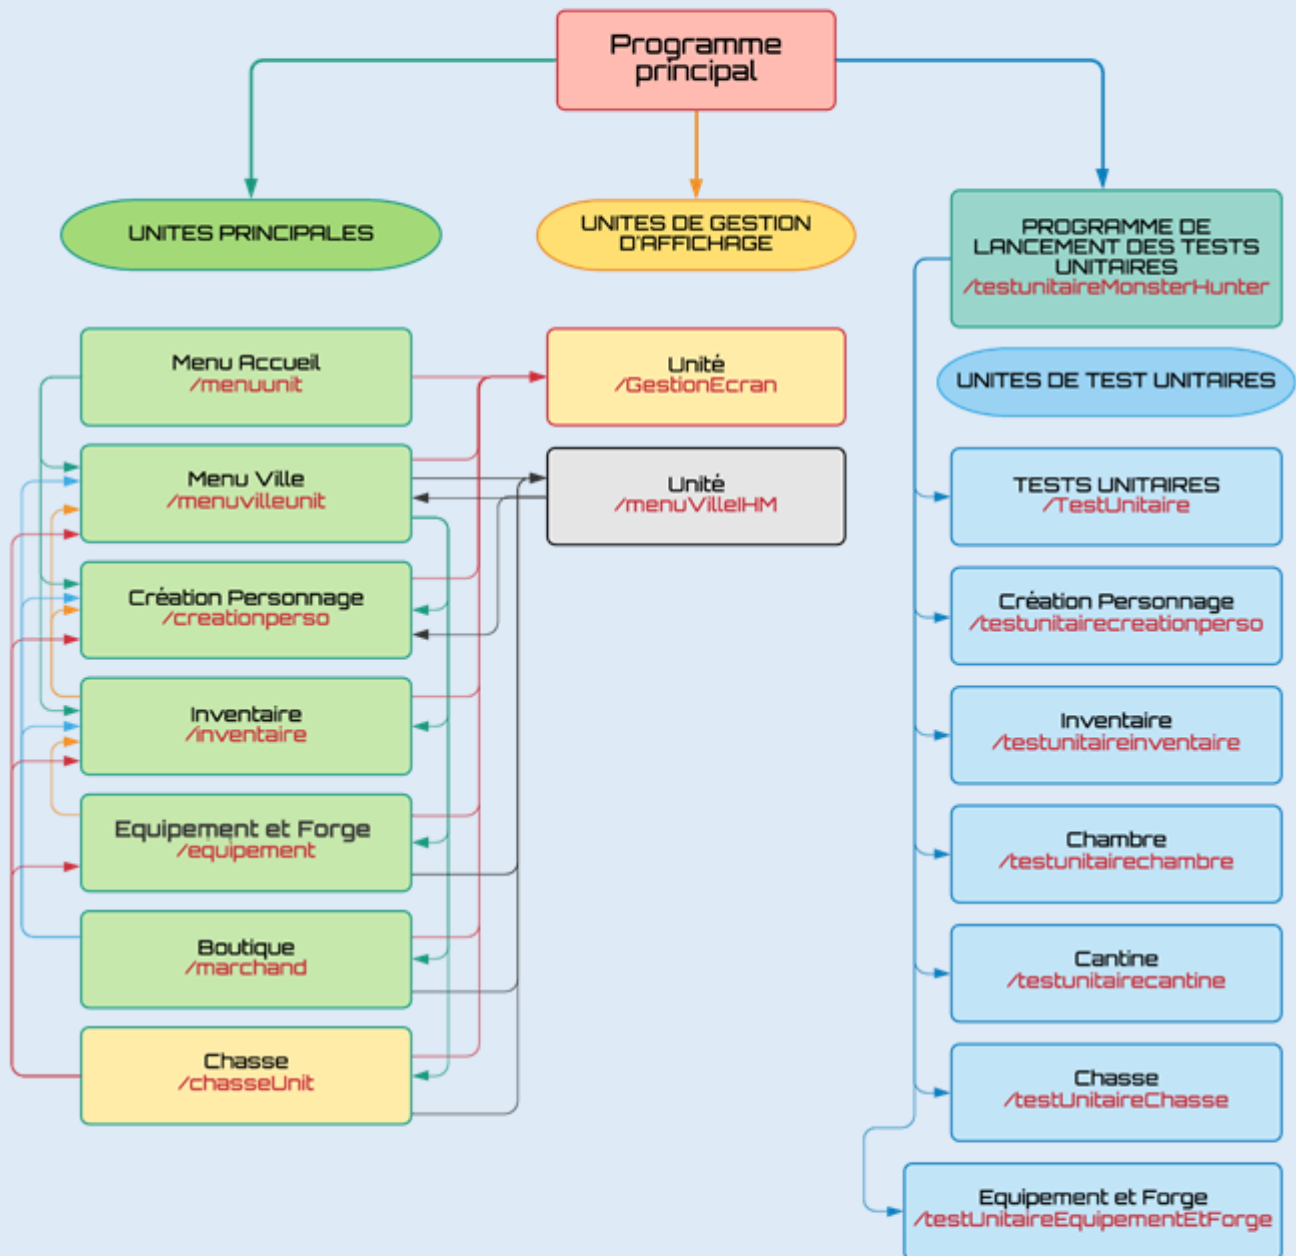 Programme
principal
UNITES PRINCIPALES
UNITES DE GESTION
D'AFFICHAGE
PROGRAMME DE
LANCEMENT DES TESTS
UNITAIRES
/testunitaireMonsterHunter
Menu Accueil
/menuunit
Unité
/GestionEcran
UNITES DE TEST UNITAIRES
Menu Ville
/menuvilleunit
Unité
/menuVilleIHM
TESTS UNITAIRES
/TestUnitaire
Création Personnage
/creationperso
Création Personnage
/testunitairecreationperso
Inventaire
/inventaire
Inventaire
/testunitaireinventaire
Equipement et Forge
/equipement
Chambre
/testunitairechambre
Boutique
/marchand
Cantine
/testunitairecantine
Chasse
/chasseUnit
Chasse
/testUnitaireChasse
Equipement et Forge
/testUnitaireEquipementEtForge